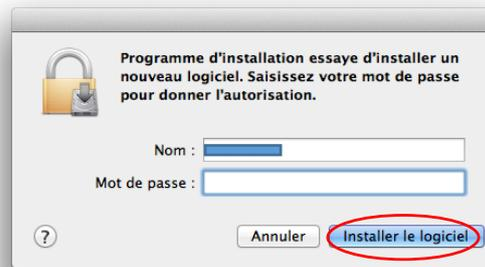 Programme d'installation essaye d'installer un
nouveau logiciel. Saisissez votre mot de passe
pour donner l'autorisation.
Nom :
Mot de passe :
? Annuler Installer le logiciel